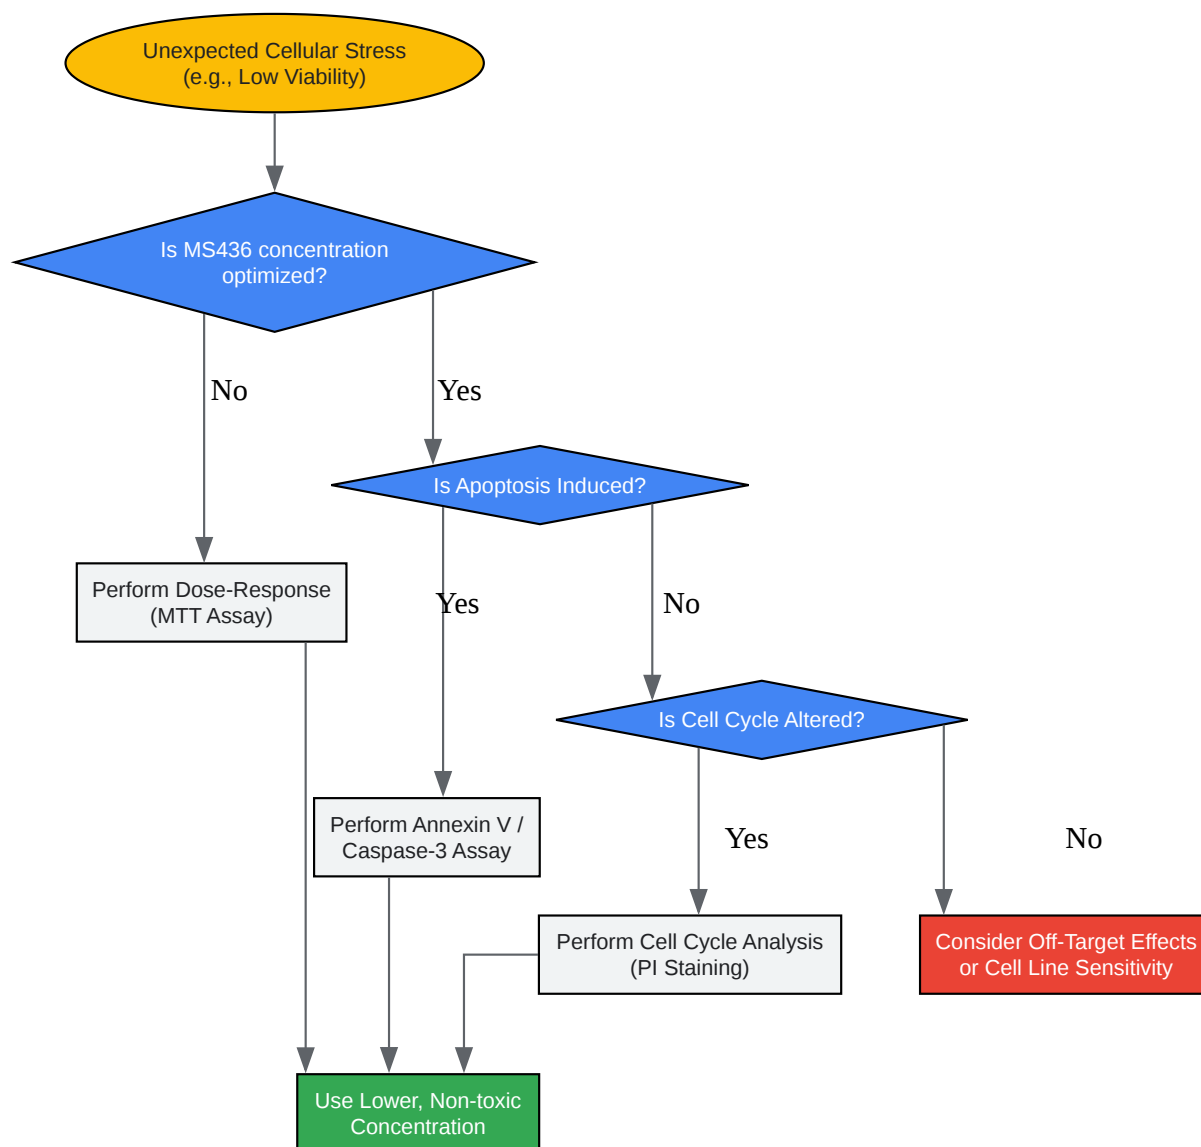 Unexpected Cellular Stress
(e.g., Low Viability)
Is MS436 concentration
optimized?
No
Yes
Is Apoptosis Induced?
Perform Dose-Response
(MTT Assay)
Yes
No
Is Cell Cycle Altered?
Perform Annexin V /
Caspase-3 Assay
Yes
No
Perform Cell Cycle Analysis
(PI Staining)
Consider Off-Target Effects
or Cell Line Sensitivity
Use Lower, Non-toxic
Concentration